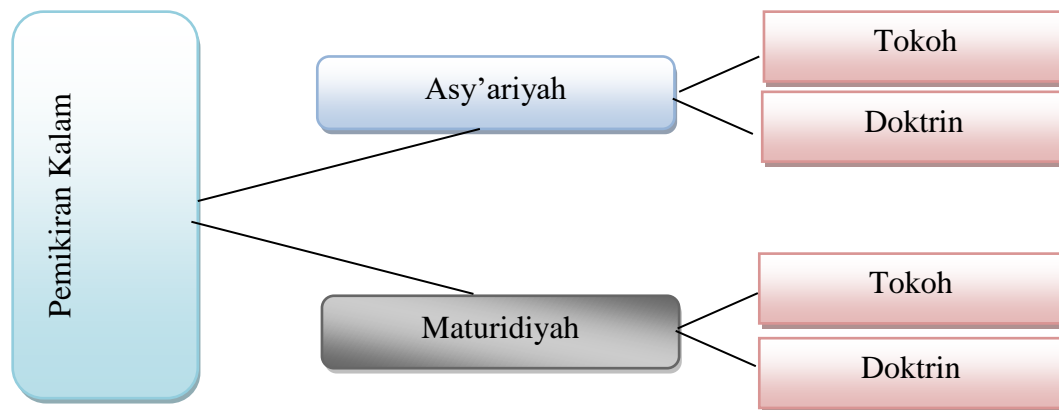 Pemikiran Kalam
Asy’ariyah
Tokoh
Doktrin
Maturidiyah
Tokoh
Doktrin